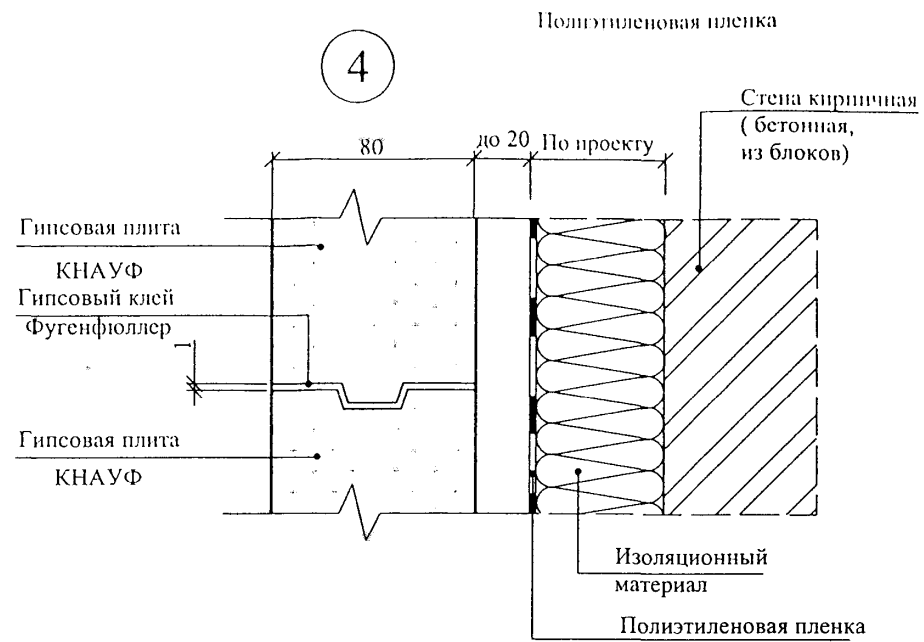 Полиэтиленовая пленка
4
Стена кирпичная
( бетонная,
из блоков)
80
до 20
По проекту
Гипсовая плита
КНАУФ
Гипсовый клей
Фугенфюллер
1
Гипсовая плита
КНАУФ
Изоляционный
материал
Полиэтиленовая пленка